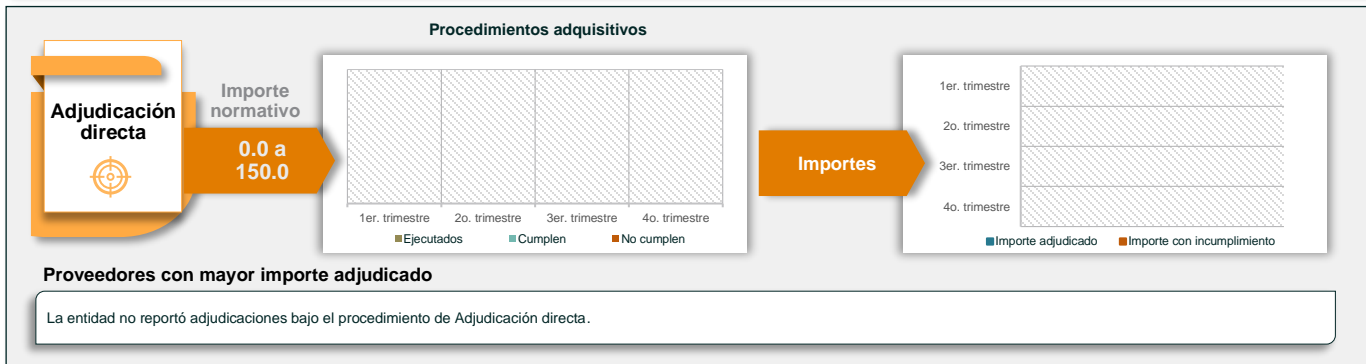 Procedimientos adquisitivos
Adjudicación
directa
Importe
normativo
0.0 a
150.0
1er. trimestre 2o. trimestre 3er. trimestre 4o. trimestre
Ejecutados Cumplen No cumplen
Importes
1er. trimestre
2o. trimestre
3er. trimestre
4o. trimestre
Importe adjudicado Importe con incumplimiento
Proveedores con mayor importe adjudicado
La entidad no reportó adjudicaciones bajo el procedimiento de Adjudicación directa.